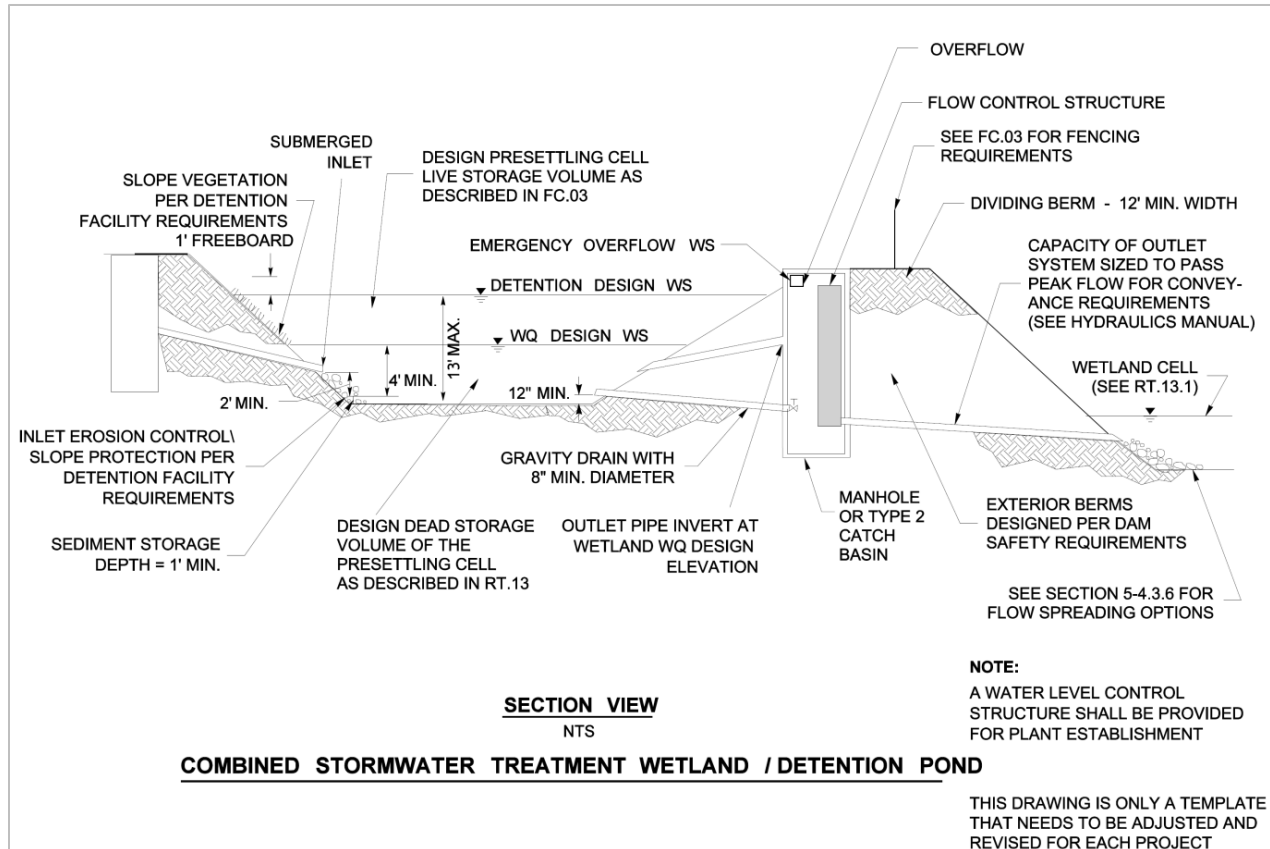 OVERFLOW
FLOW CONTROL STRUCTURE
SEE FC.03 FOR FENCING
REQUIREMENTS
DIVIDING BERM - 12' MIN. WIDTH
CAPACITY OF OUTLET
SYSTEM SIZED TO PASS
PEAK FLOW FOR CONVEY-
ANCE REQUIREMENTS
(SEE HYDRAULICS MANUAL)
WETLAND CELL
(SEE RT.13.1)
SUBMERGED
INLET
SLOPE VEGETATION
PER DETENTION
FACILITY REQUIREMENTS
1' FREEBOARD
DESIGN PRESETTLING CELL
LIVE STORAGE VOLUME AS
DESCRIBED IN FC.03
EMERGENCY OVERFLOW WS
DETENTION DESIGN WS
WQ DESIGN WS
13' MAX.
4' MIN.
12" MIN.
2' MIN.
INLET EROSION CONTROL\
SLOPE PROTECTION PER
DETENTION FACILITY
REQUIREMENTS
SEDIMENT STORAGE
DEPTH = 1' MIN.
GRAVITY DRAIN WITH
8" MIN. DIAMETER
DESIGN DEAD STORAGE
VOLUME OF THE
PRESETTLING CELL
AS DESCRIBED IN RT.13
OUTLET PIPE INVERT AT
WETLAND WQ DESIGN
ELEVATION
MANHOLE
OR TYPE 2
CATCH
BASIN
EXTERIOR BERMS
DESIGNED PER DAM
SAFETY REQUIREMENTS
SEE SECTION 5-4.3.6 FOR
FLOW SPREADING OPTIONS
NOTE:
A WATER LEVEL CONTROL
STRUCTURE SHALL BE PROVIDED
FOR PLANT ESTABLISHMENT
SECTION VIEW
NTS
COMBINED STORMWATER TREATMENT WETLAND / DETENTION POND
THIS DRAWING IS ONLY A TEMPLATE
THAT NEEDS TO BE ADJUSTED AND
REVISED FOR EACH PROJECT